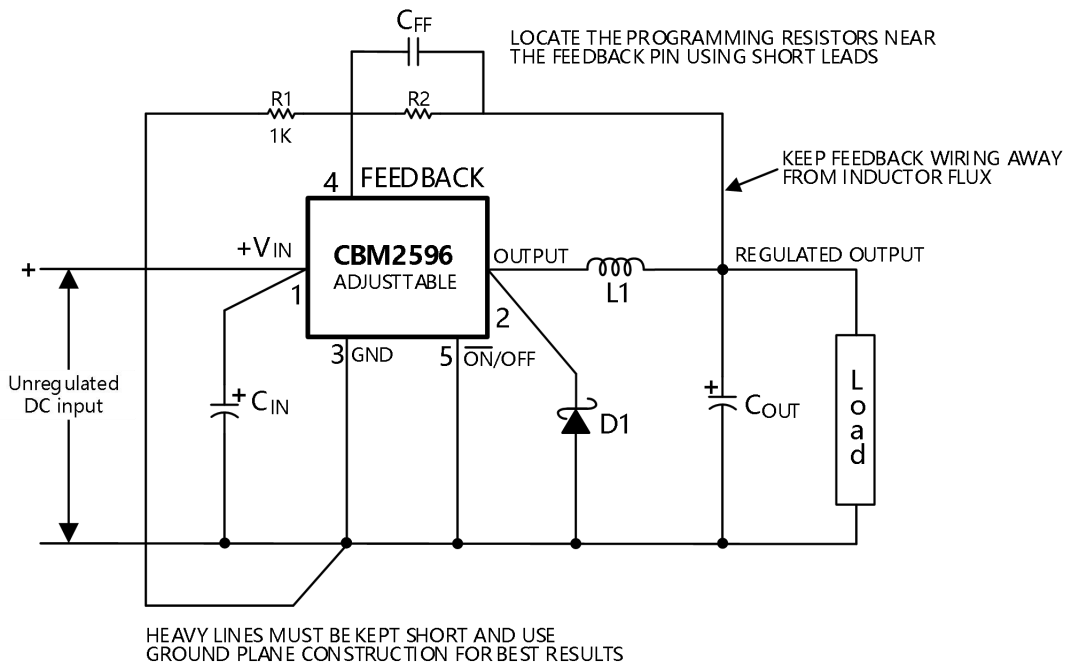 CFF
LOCATE THE PROGRAMMING RESISTORS NEAR
THE FEEDBACK PIN USING SHORT LEADS
R1
R2
1K
KEEP FEEDBACK WIRING AWAY
FROM INDUCTOR FLUX
4
FEEDBACK
+VIN
CBM2596
ADJUSTTABLE
OUTPUT
REGULATED OUTPUT
+
1
L1
2
3 GND
5 ON/OFF
Unregulated
DC input
+ CIN
D1
+
COUT
Load
HEAVY LINES MUST BE KEPT SHORT AND USE
GROUND PLANE CONSTRUCTION FOR BEST RESULTS